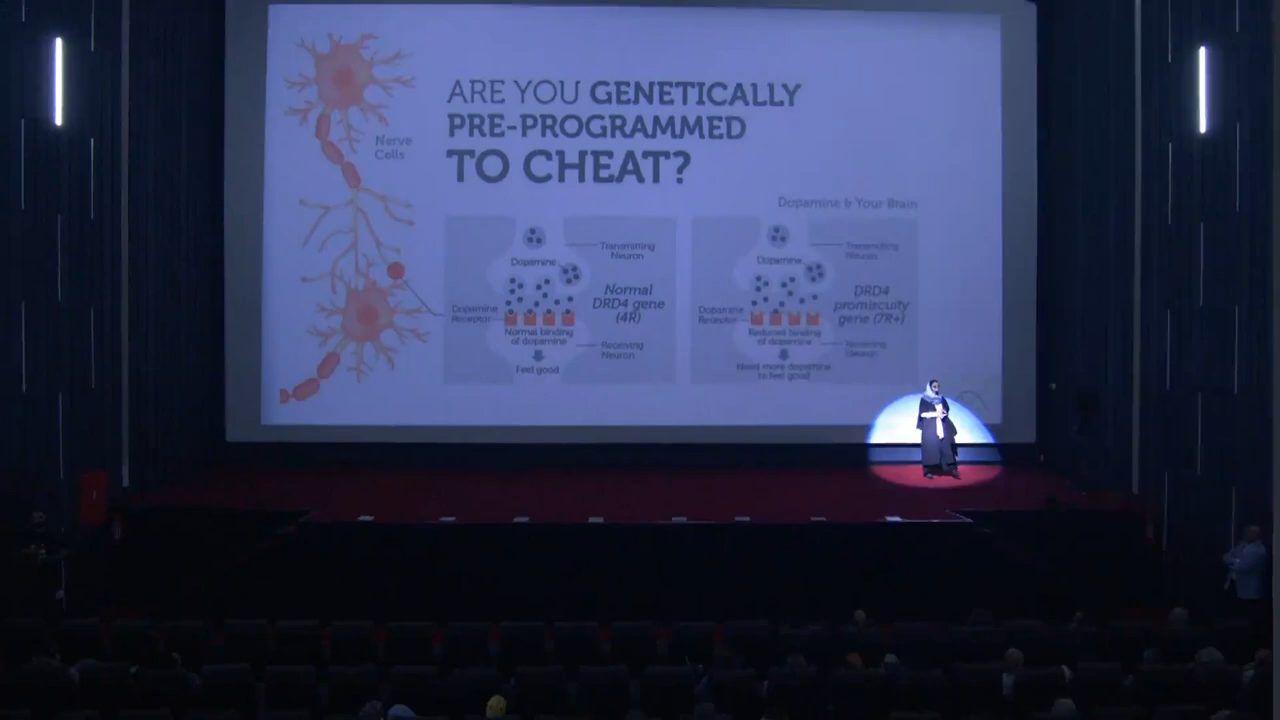 ARE YOU GENETICALLY
PRE-PROGRAMMED
TO CHEAT?
Nerve
Cells
Dopamine & Your Brain
Dopamine
Transmitting
Neuron
Normal
DRD4 gene
(4R)
Dopamine
Receptor
Normal binding
of dopamine
Receiving
Neuron
Feel good
Dopamine
Transmitting
Neuron
DRD4
promiscuity
gene (7R+)
Dopamine
Receptor
Reduced binding
of dopamine
Receiving
Neuron
Need more dopamine
to feel good